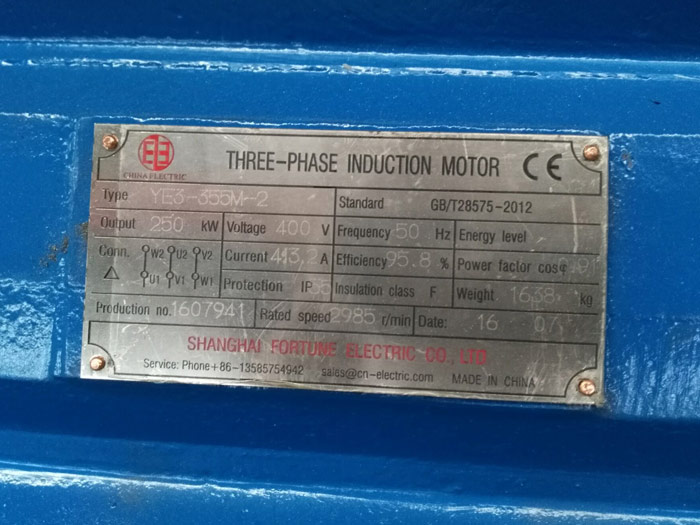 CHINA ELECTRIC
THREE-PHASE INDUCTION MOTOR CE
Type YE3-355M-2 Standard GB/T28575-2012
Output 250 kW Voltage 400 V Frequency 50 Hz Energy level
Conn. W2 U2 V2 Current 413,2 A Efficiency 95.8 % Power factor cosφ
△ U1 V1 W1 Protection IP55 Insulation class F Weight 1638 kg
Production no. 1607941 Rated speed 2985 r/min Date: 16 07
SHANGHAI FORTUNE ELECTRIC CO., LTD
Service: Phone+86-13585754942 sales@cn-electric.com MADE IN CHINA